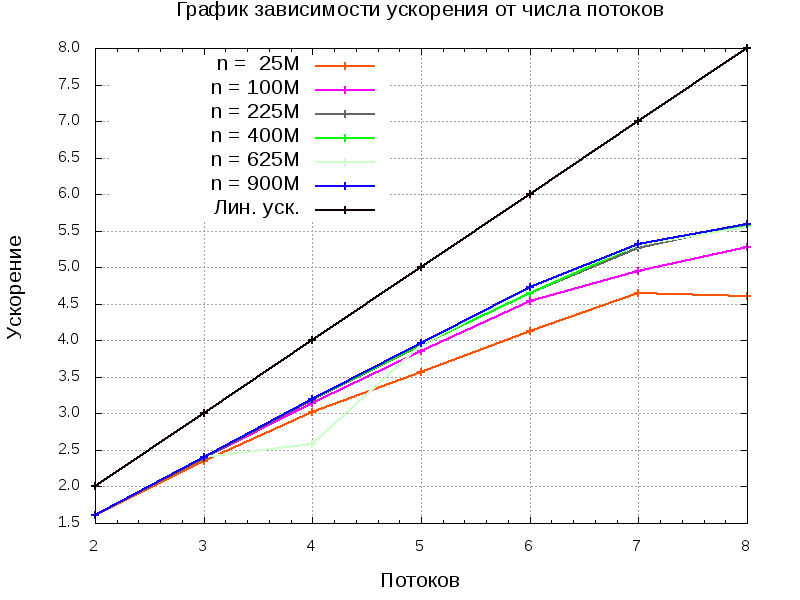 График зависимости ускорения от числа потоков
8.0
7.5
7.0
6.5
6.0
5.5
5.0
4.5
4.0
3.5
3.0
2.5
2.0
1.5
n = 25M
n = 100M
n = 225M
n = 400M
n = 625M
n = 900M
Лин. уск.
Ускорение
2 3 4 5 6 7 8
Потоков